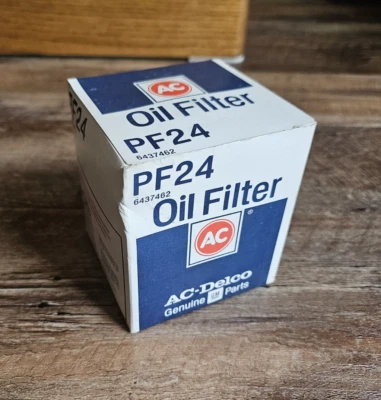 AC
Oil Filter
PF24
6437462
PF24
PF24
6437462
Oil Filter
AC
®
AC-Delco
Genuine GM Parts